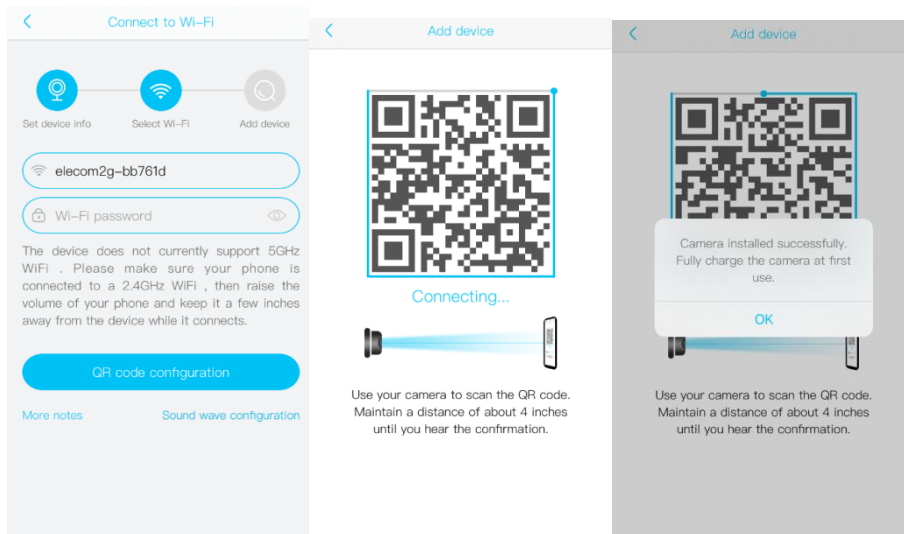 Connect to Wi-Fi
Set device info
Select Wi-Fi
Add device
elecom2g-bb761d
Wi-Fi password
The device does not currently support 5GHz
WiFi . Please make sure your phone is
connected to a 2.4GHz WiFi , then raise the
volume of your phone and keep it a few inches
away from the device while it connects.
QR code configuration
More notes
Sound wave configuration
Add device
Connecting...
Use your camera to scan the QR code.
Maintain a distance of about 4 inches
until you hear the confirmation.
Add device
Camera installed successfully.
Fully charge the camera at first
use.
OK
Use your camera to scan the QR code.
Maintain a distance of about 4 inches
until you hear the confirmation.